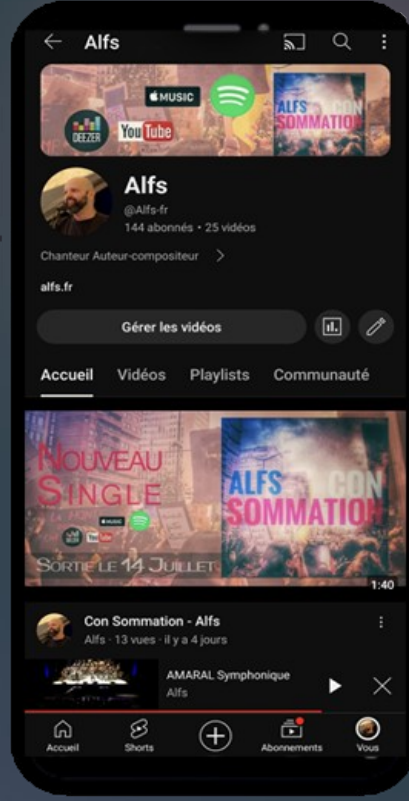 Alfs
MUSIC
DEEZER
YouTube
ALFS CON
SOMMATION
Alfs
@Alfs-fr
144 abonnés • 25 vidéos
Chanteur Auteur-compositeur
alfs.fr
Gérer les vidéos
Accueil Vidéos Playlists Communauté
NOUVEAU
SINGLE
MUSIC
SORTIE LE 14 JUILLET
ALFS CON
SOMMATION
1:40
Con Sommation - Alfs
Alfs · 13 vues · il y a 4 jours
AMARAL Symphonique
Alfs
Accueil Shorts Abonnements Vous